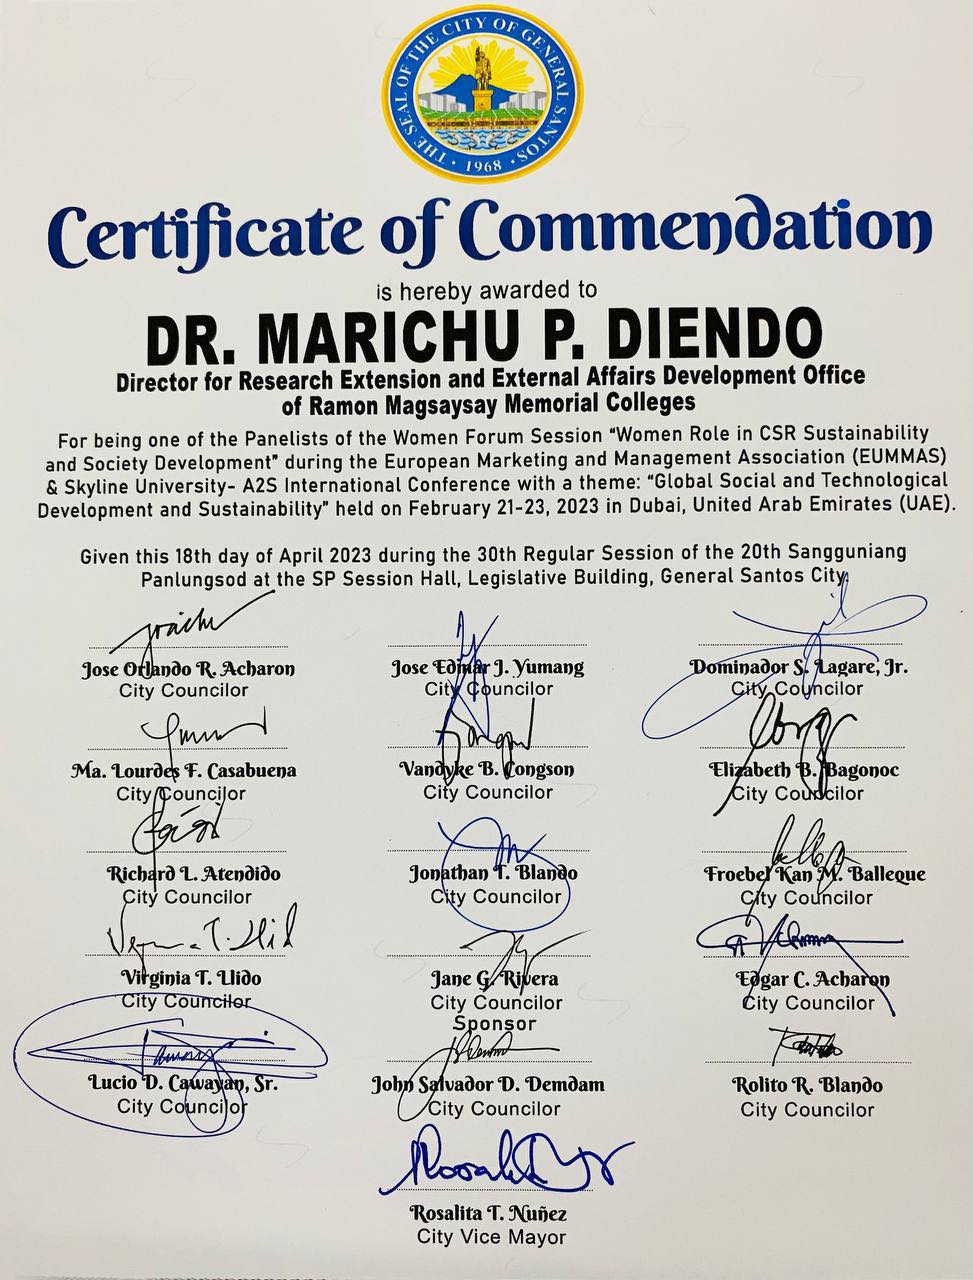 THE SEAL OF THE CITY OF GENERAL SANTOS
· 1968 ·
Certificate of Commendation
is hereby awarded to
DR. MARICHU P. DIENDO
Director for Research Extension and External Affairs Development Office
of Ramon Magsaysay Memorial Colleges
For being one of the Panelists of the Women Forum Session “Women Role in CSR Sustainability
and Society Development” during the European Marketing and Management Association (EUMMAS)
& Skyline University- A2S International Conference with a theme: “Global Social and Technological
Development and Sustainability” held on February 21-23, 2023 in Dubai, United Arab Emirates (UAE).
Given this 18th day of April 2023 during the 30th Regular Session of the 20th Sangguniang
Panlungsod at the SP Session Hall, Legislative Building, General Santos City.
Jose Orlando R. Acharon
City Councilor
Jose Edmar J. Yumang
City Councilor
Dominador S. Lagare, Jr.
City Councilor
Ma. Lourdes F. Casabuena
City Councilor
Vandyke B. Congson
City Councilor
Elizabeth B. Bagonoc
City Councilor
Richard L. Atendido
City Councilor
Jonathan T. Blando
City Councilor
Froebel Kan M. Balleque
City Councilor
Virginia T. Llido
City Councilor
Jane G. Rivera
City Councilor
Sponsor
Edgar C. Acharon
City Councilor
Lucio D. Cawayan, Sr.
City Councilor
John Salvador D. Demdam
City Councilor
Rolito R. Blando
City Councilor
Rosalita T. Nuñez
City Vice Mayor